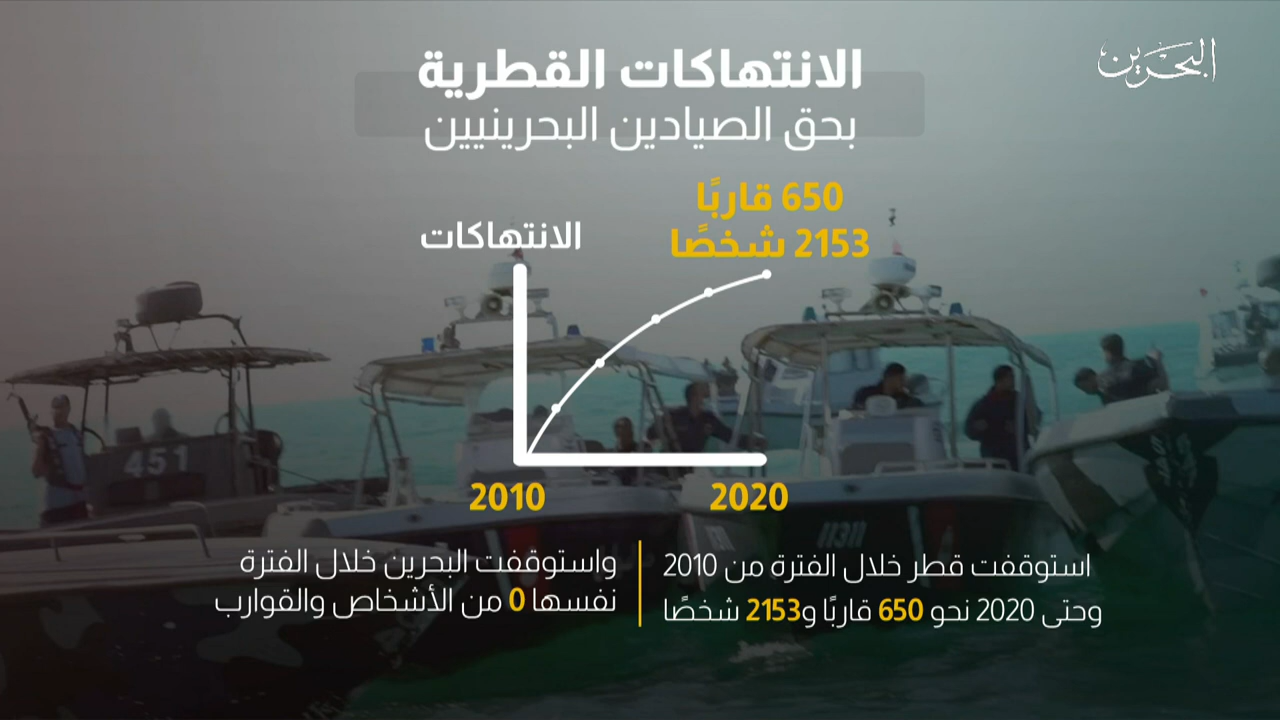 البحرين
الانتهاكات القطرية
بحق الصيادين البحرينيين
650 قاربًا
2153 شخصًا
الانتهاكات
2010
2020
451
استوقفت قطر خلال الفترة من 2010
وحتى 2020 نحو 650 قاربًا و2153 شخصًا
واستوقفت البحرين خلال الفترة
نفسها 0 من الأشخاص والقوارب